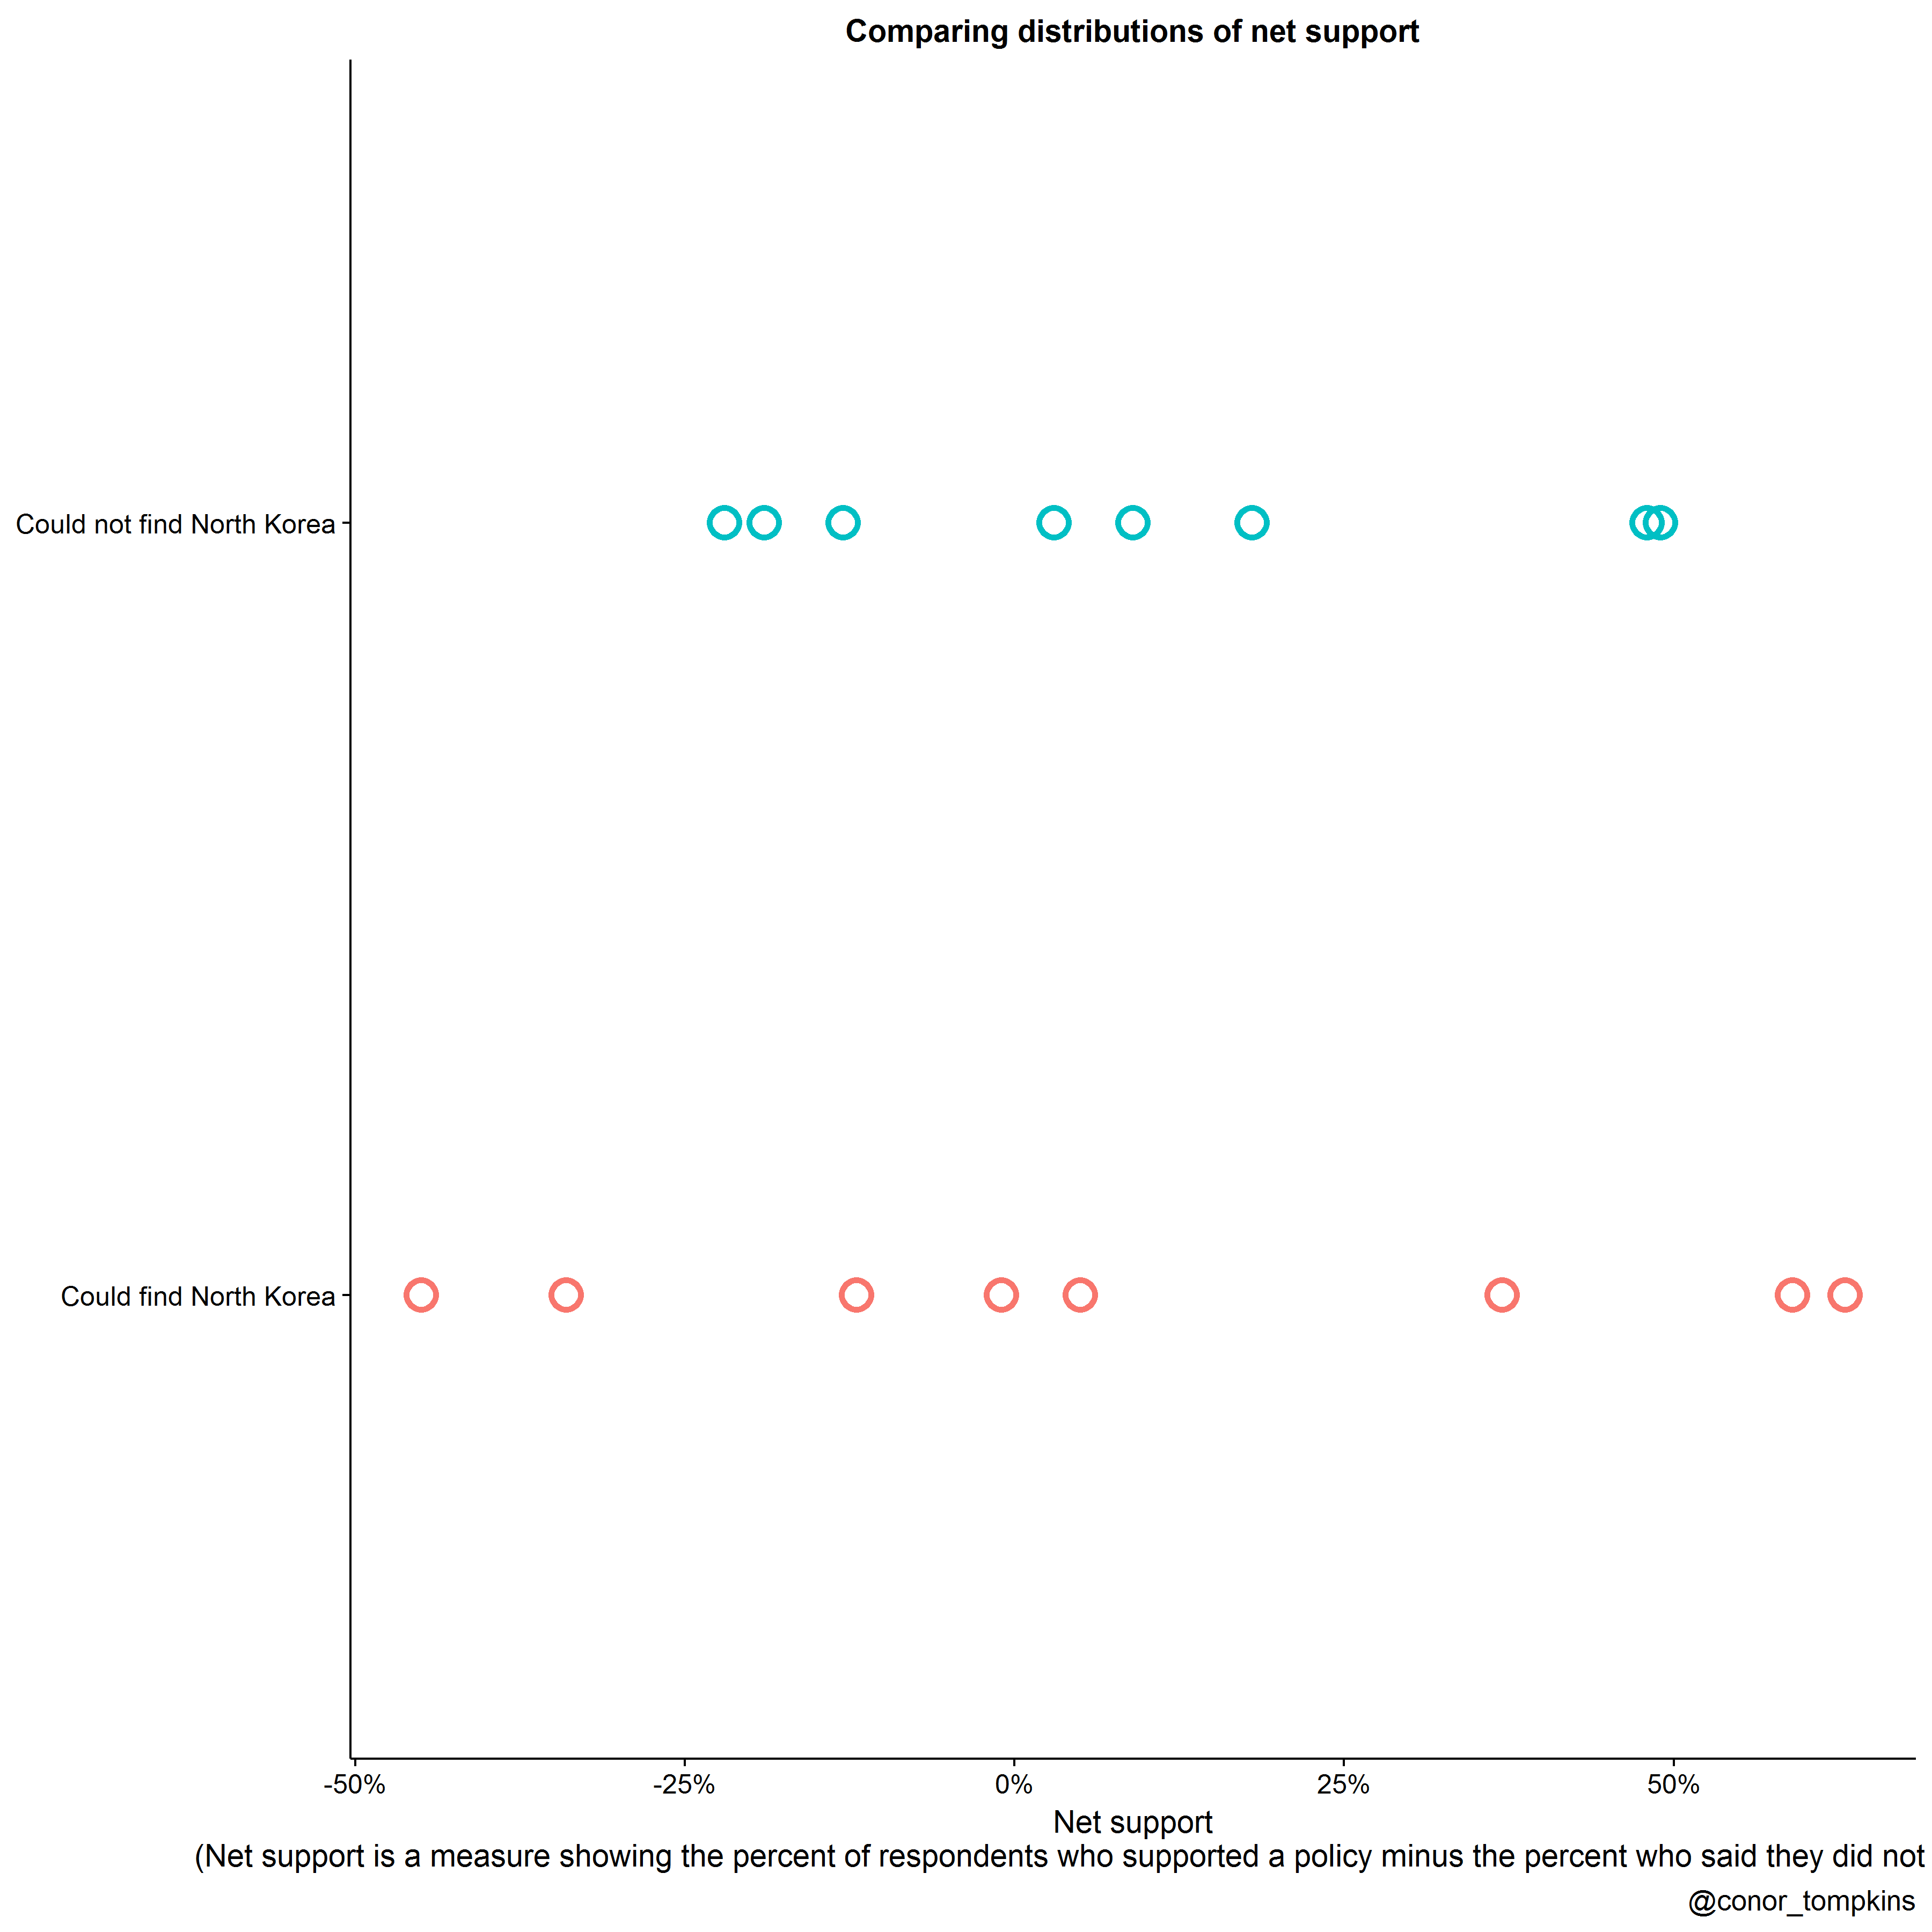 Comparing distributions of net support
Could not find North Korea
Could find North Korea
-50% -25% 0% 25% 50%
Net support
(Net support is a measure showing the percent of respondents who supported a policy minus the percent who said they did not
@conor_tompkins